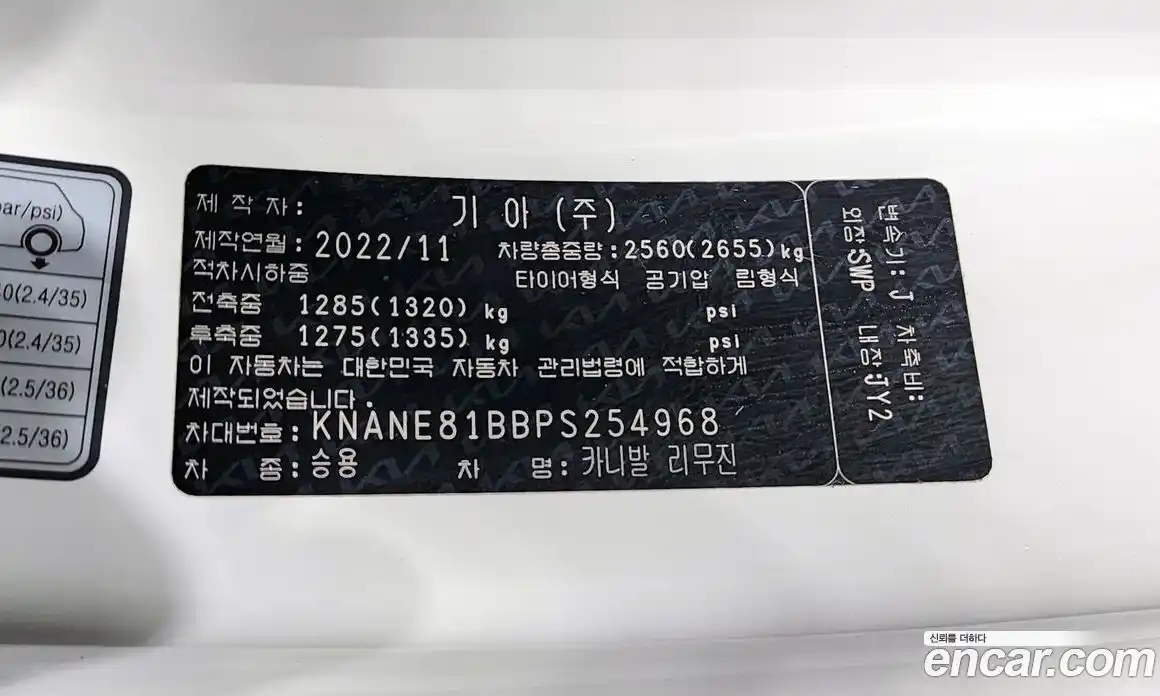 bar/psi)
0(2.4/35)
0(2.4/35)
(2.5/36)
2.5/36)
제 작 자 : 기 아 (주)
제작연월 : 2022/11 차량총중량 : 2560(2655) kg
적차시하중 타이어형식 공기압 림형식
전축중 1285(1320) kg psi
후축중 1275(1335) kg psi
이 자동차는 대한민국 자동차 관리법령에 적합하게
제작되었습니다.
차대번호 : KNANE81BBPS254968
차 종 : 승용 차 명 : 카니발 리무진
변속기 : J 차축비 :
외장:SWP 내장:JY2
신뢰를 더하다
encar.com